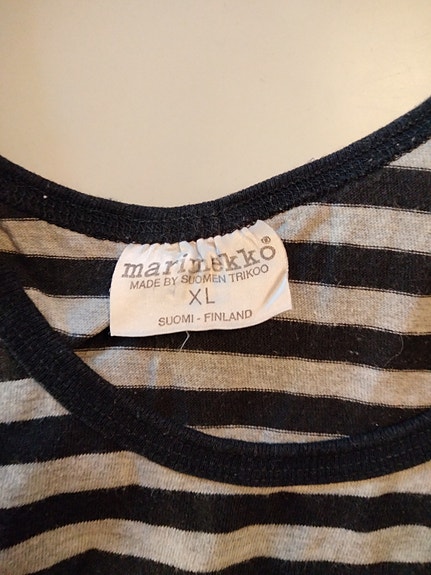 marimekko®
MADE BY SUOMEN TRIKOO
XL
SUOMI - FINLAND